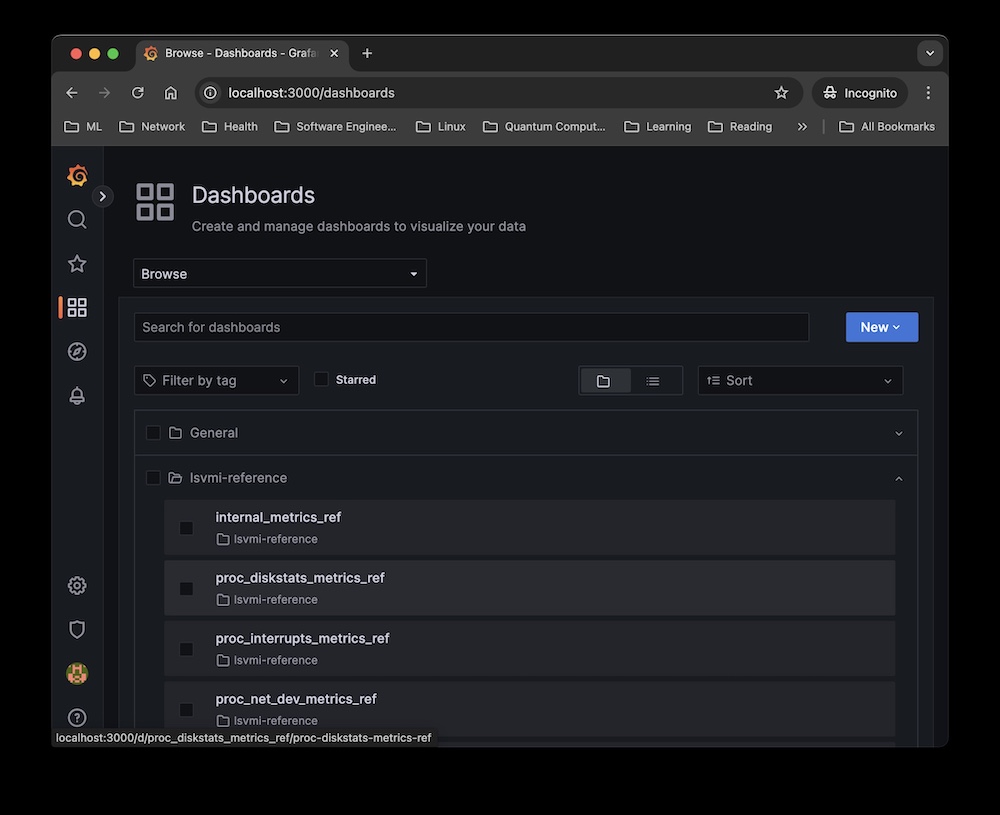 Browse - Dashboards - Grafa
localhost:3000/dashboards
Incognito
ML Network Health Software Enginee... Linux Quantum Comput... Learning Reading All Bookmarks
Dashboards
Create and manage dashboards to visualize your data
Browse
Search for dashboards
New
Filter by tag Starred Sort
General
lsvmi-reference
internal_metrics_ref
lsvmi-reference
proc_diskstats_metrics_ref
lsvmi-reference
proc_interrupts_metrics_ref
lsvmi-reference
proc_net_dev_metrics_ref
lsvmi-reference
localhost:3000/d/proc_diskstats_metrics_ref/proc-diskstats-metrics-ref